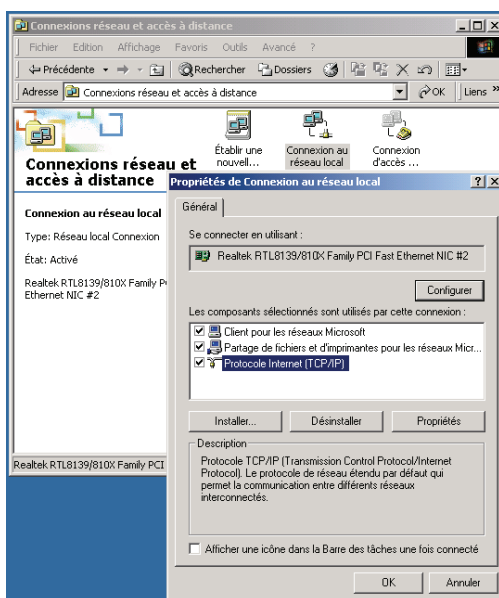 Connexions réseau et accès à distance
Fichier Edition Affichage Favoris Outils Avancé ?
Précédente Rechercher Dossiers
Adresse Connexions réseau et accès à distance OK Liens »
Établir une nouvell...
Connexion au réseau local
Connexion d'accès ...
Connexions réseau et
accès à distance
Connexion au réseau local
Type: Réseau local Connexion
État: Activé
Realtek RTL8139/810X Family
Ethernet NIC #2
Realtek RTL8139/810X Family PCI
Propriétés de Connexion au réseau local
Général
Se connecter en utilisant :
Realtek RTL8139/810X Family PCI Fast Ethernet NIC #2
Configurer
Les composants sélectionnés sont utilisés par cette connexion :
Client pour les réseaux Microsoft
Partage de fichiers et d'imprimantes pour les réseaux Micr...
Protocole Internet (TCP/IP)
Installer... Désinstaller Propriétés
Description
Protocole TCP/IP (Transmission Control Protocol/Internet
Protocol). Le protocole de réseau étendu par défaut qui
permet la communication entre différents réseaux
interconnectés.
Afficher une icône dans la Barre des tâches une fois connecté
OK Annuler